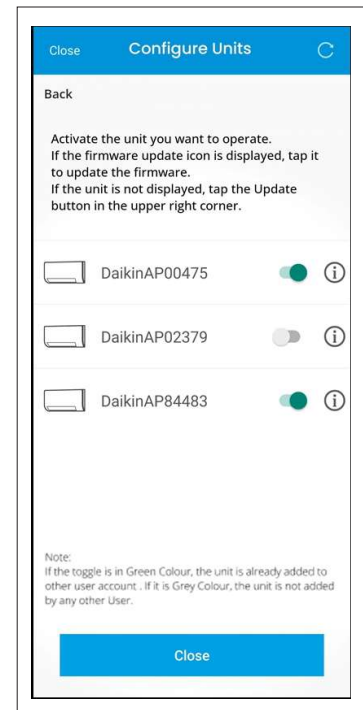 Close Configure Units
Back
Activate the unit you want to operate.
If the firmware update icon is displayed, tap it
to update the firmware.
If the unit is not displayed, tap the Update
button in the upper right corner.
DaikinAP00475
DaikinAP02379
DaikinAP84483
Note:
If the toggle is in Green Colour, the unit is already added to
other user account . If it is Grey Colour, the unit is not added
by any other User.
Close